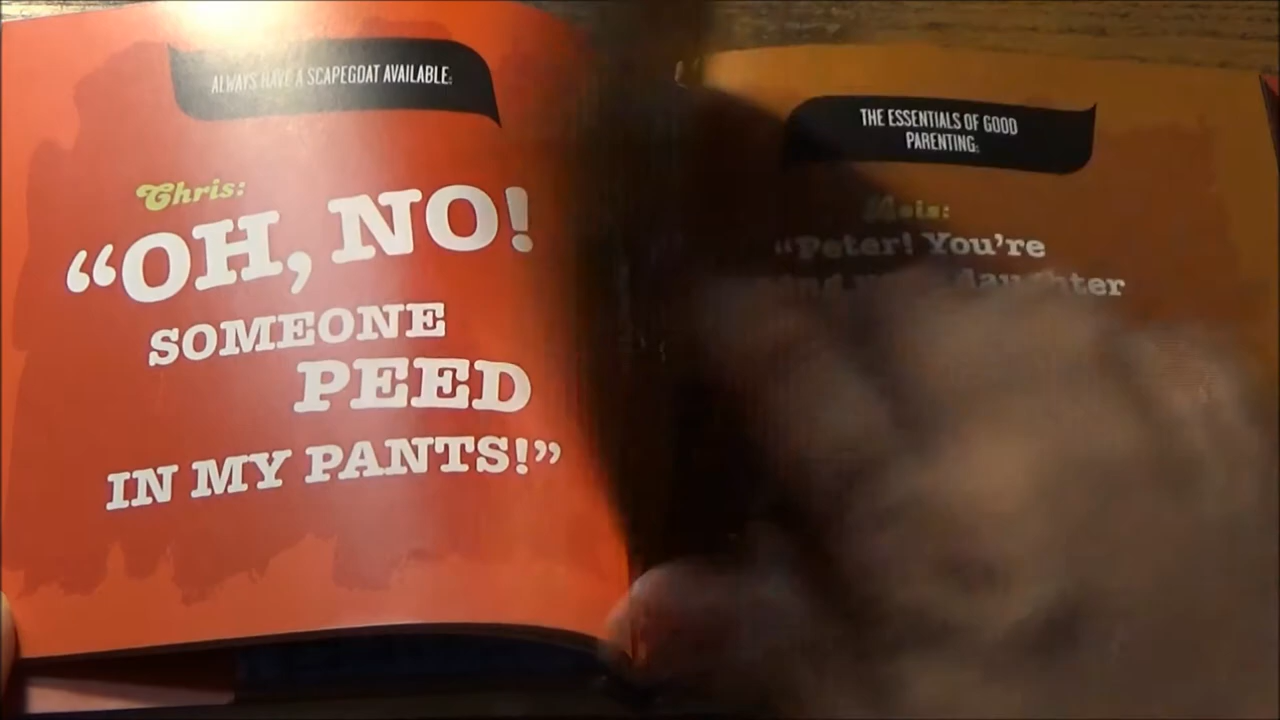 ALWAYS HAVE A SCAPEGOAT AVAILABLE:
Chris:
“OH, NO!
SOMEONE
PEED
IN MY PANTS!”
THE ESSENTIALS OF GOOD
PARENTING:
“Peter! You’re
daughter